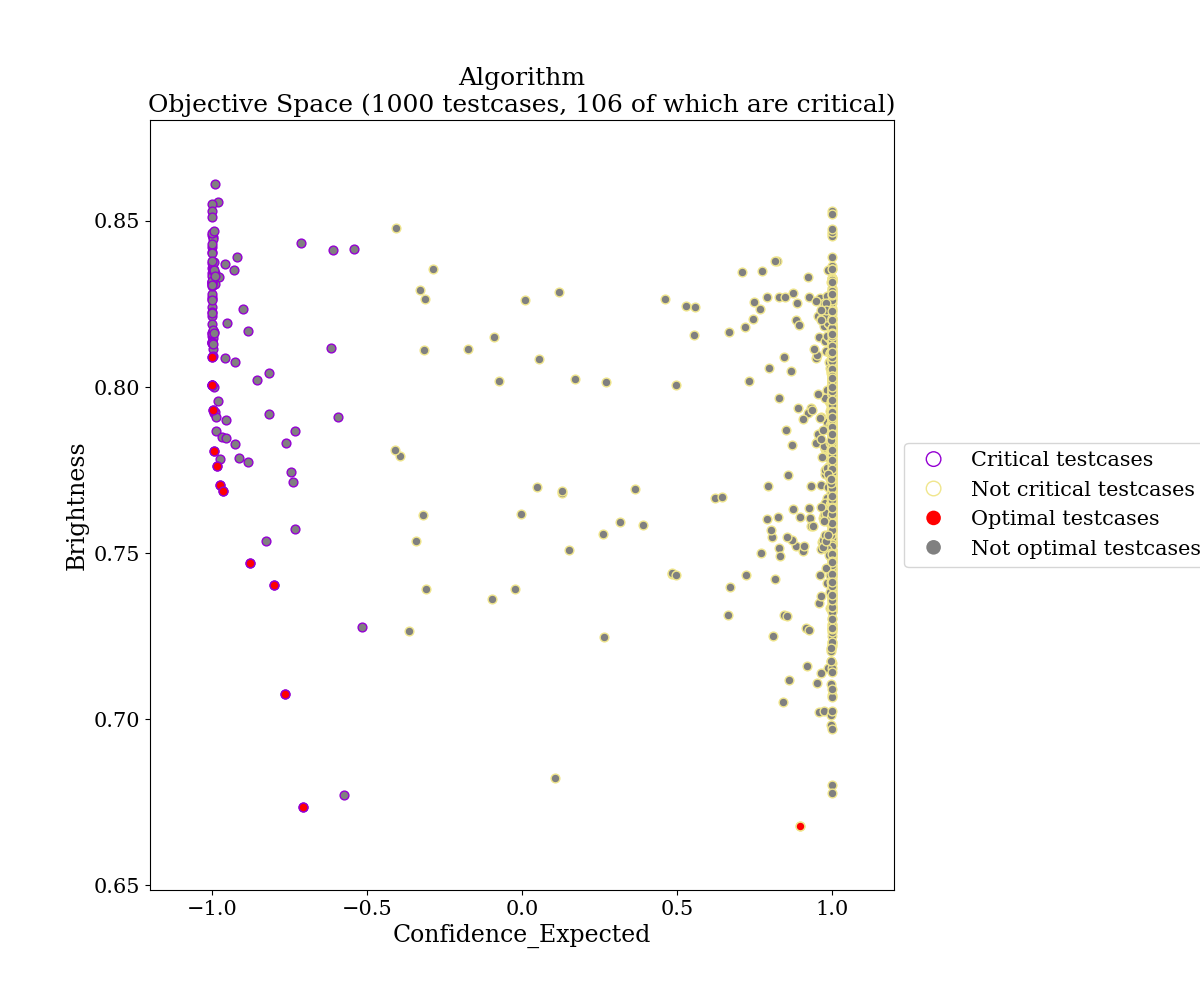 Algorithm
Objective Space (1000 testcases, 106 of which are critical)
0.85
0.80
0.75
0.70
0.65
Brightness
−1.0
−0.5
0.0
0.5
1.0
Confidence_Expected
Critical testcases
Not critical testcases
Optimal testcases
Not optimal testcases